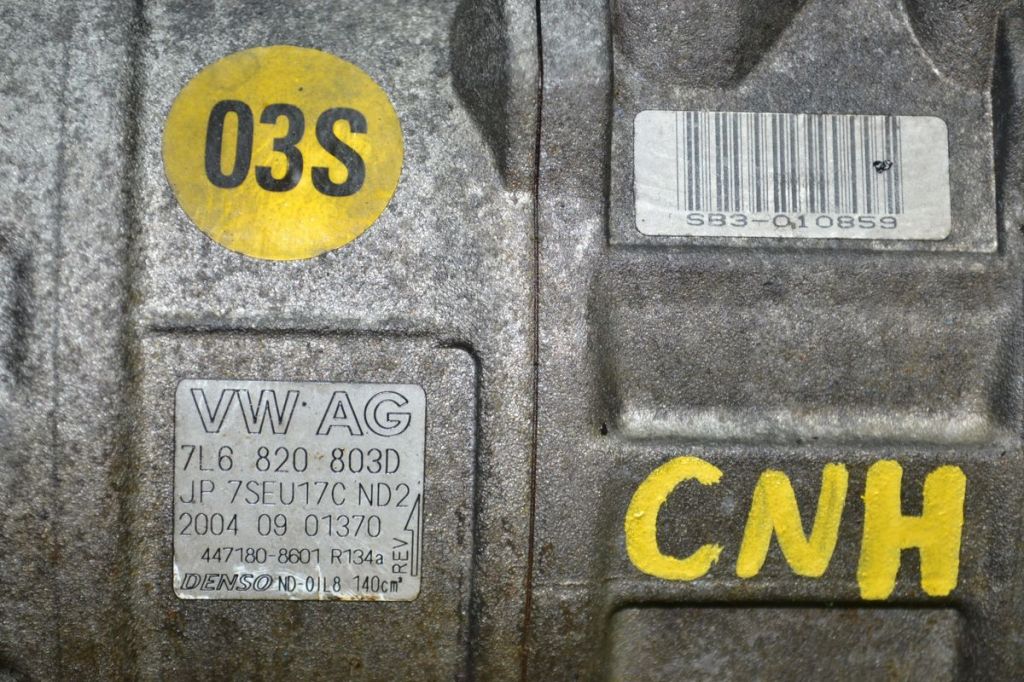 03S
SB3-010859
VW AG
7L6 820 803D
JP 7SEU17C ND2
2004 09 01370
447180-8601 R134a
REV
DENSO ND-OIL8 140cm³
CNH